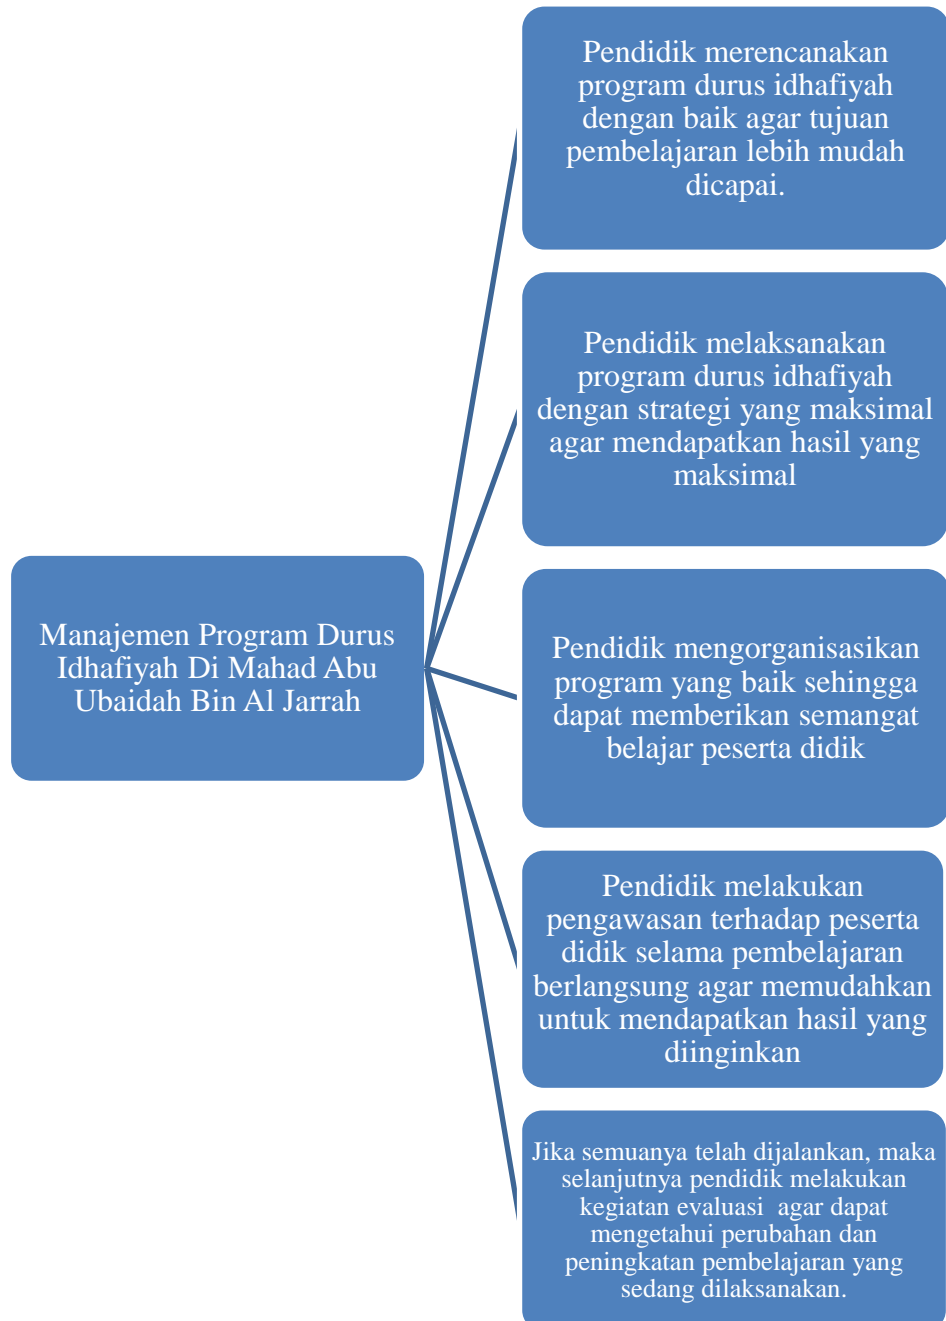 Manajemen Program Durus
Idhafiyah Di Mahad Abu
Ubaidah Bin Al Jarrah
Pendidik merencanakan
program durus idhafiyah
dengan baik agar tujuan
pembelajaran lebih mudah
dicapai.
Pendidik melaksanakan
program durus idhafiyah
dengan strategi yang maksimal
agar mendapatkan hasil yang
maksimal
Pendidik mengorganisasikan
program yang baik sehingga
dapat memberikan semangat
belajar peserta didik
Pendidik melakukan
pengawasan terhadap peserta
didik selama pembelajaran
berlangsung agar memudahkan
untuk mendapatkan hasil yang
diinginkan
Jika semuanya telah dijalankan, maka
selanjutnya pendidik melakukan
kegiatan evaluasi agar dapat
mengetahui perubahan dan
peningkatan pembelajaran yang
sedang dilaksanakan.